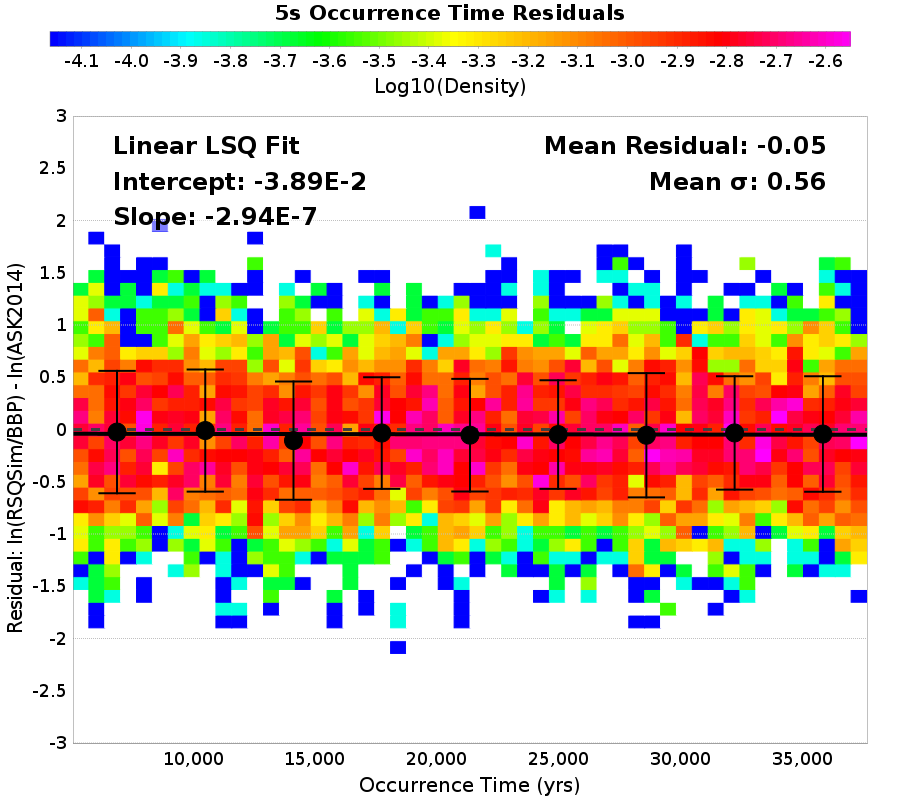 5s Occurrence Time Residuals
-4.1 -4.0 -3.9 -3.8 -3.7 -3.6 -3.5 -3.4 -3.3 -3.2 -3.1 -3.0 -2.9 -2.8 -2.7 -2.6
Log10(Density)
Linear LSQ Fit
Intercept: -3.89E-2
Slope: -2.94E-7
Mean Residual: -0.05
Mean σ: 0.56
Residual: ln(RSQSim/BBP) - ln(ASK2014)
3
2.5
2
1.5
1
0.5
0
-0.5
-1
-1.5
-2
-2.5
-3
10,000 15,000 20,000 25,000 30,000 35,000
Occurrence Time (yrs)